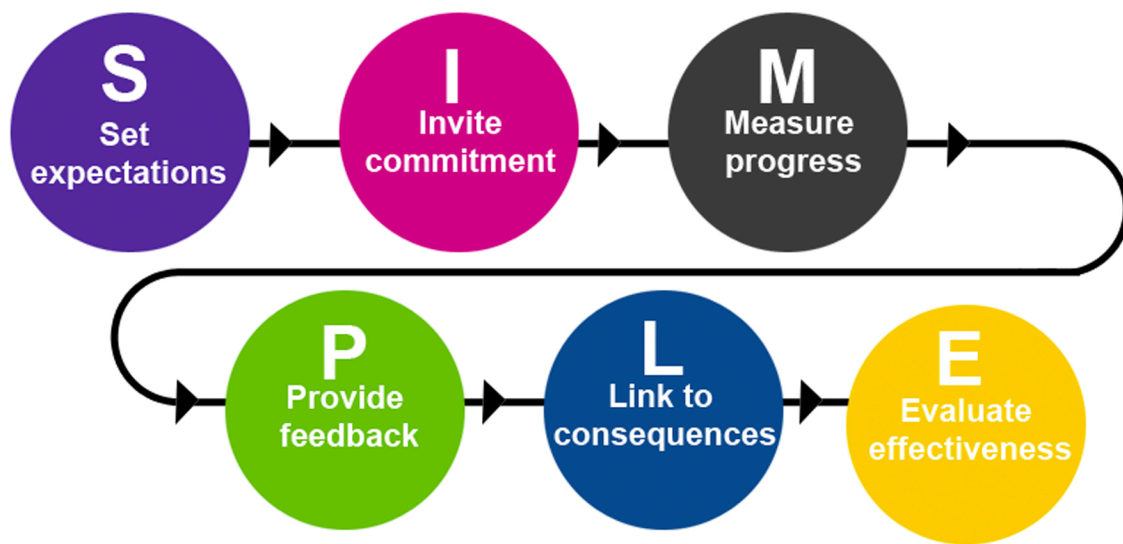 S
Set
expectations
I
Invite
commitment
M
Measure
progress
P
Provide
feedback
L
Link to
consequences
E
Evaluate
effectiveness